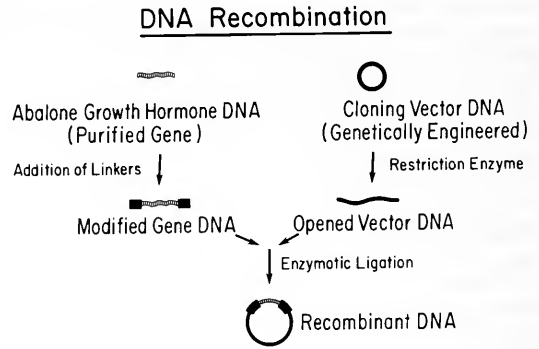 DNA Recombination
Abalone Growth Hormone DNA
(Purified Gene)
Cloning Vector DNA
(Genetically Engineered)
Addition of Linkers
Restriction Enzyme
Modified Gene DNA
Opened Vector DNA
Enzymatic Ligation
Recombinant DNA